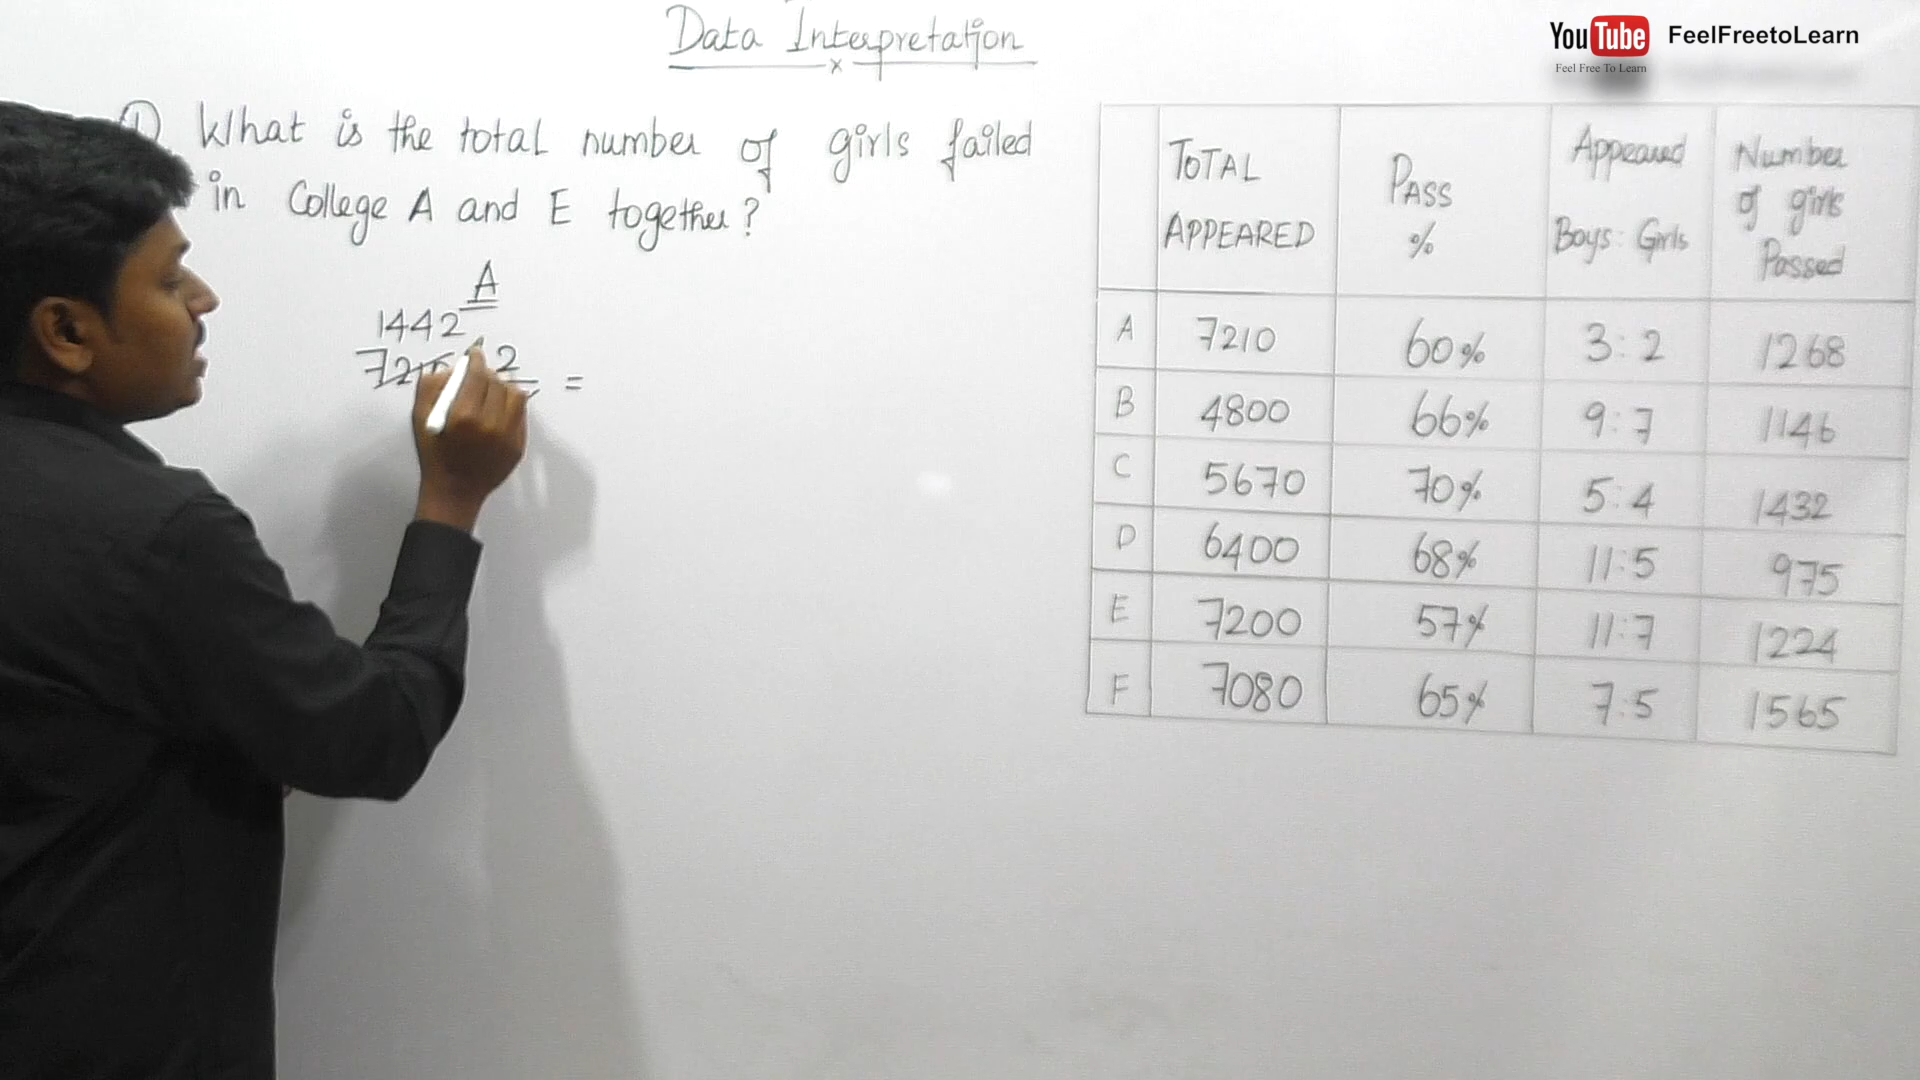 Data Interpretation
YouTube FeelFreetoLearn
Feel Free To Learn
1) What is the total number of girls failed
in College A and E together?
A
1442
2
=
TOTAL APPEARED PASS % Appeared Boys: Girls Number of girls Passed
A 7210 60% 3:2 1268
B 4800 66% 9:7 1146
C 5670 70% 5:4 1432
D 6400 68% 11:5 975
E 7200 57% 11:7 1224
F 7080 65% 7:5 1565